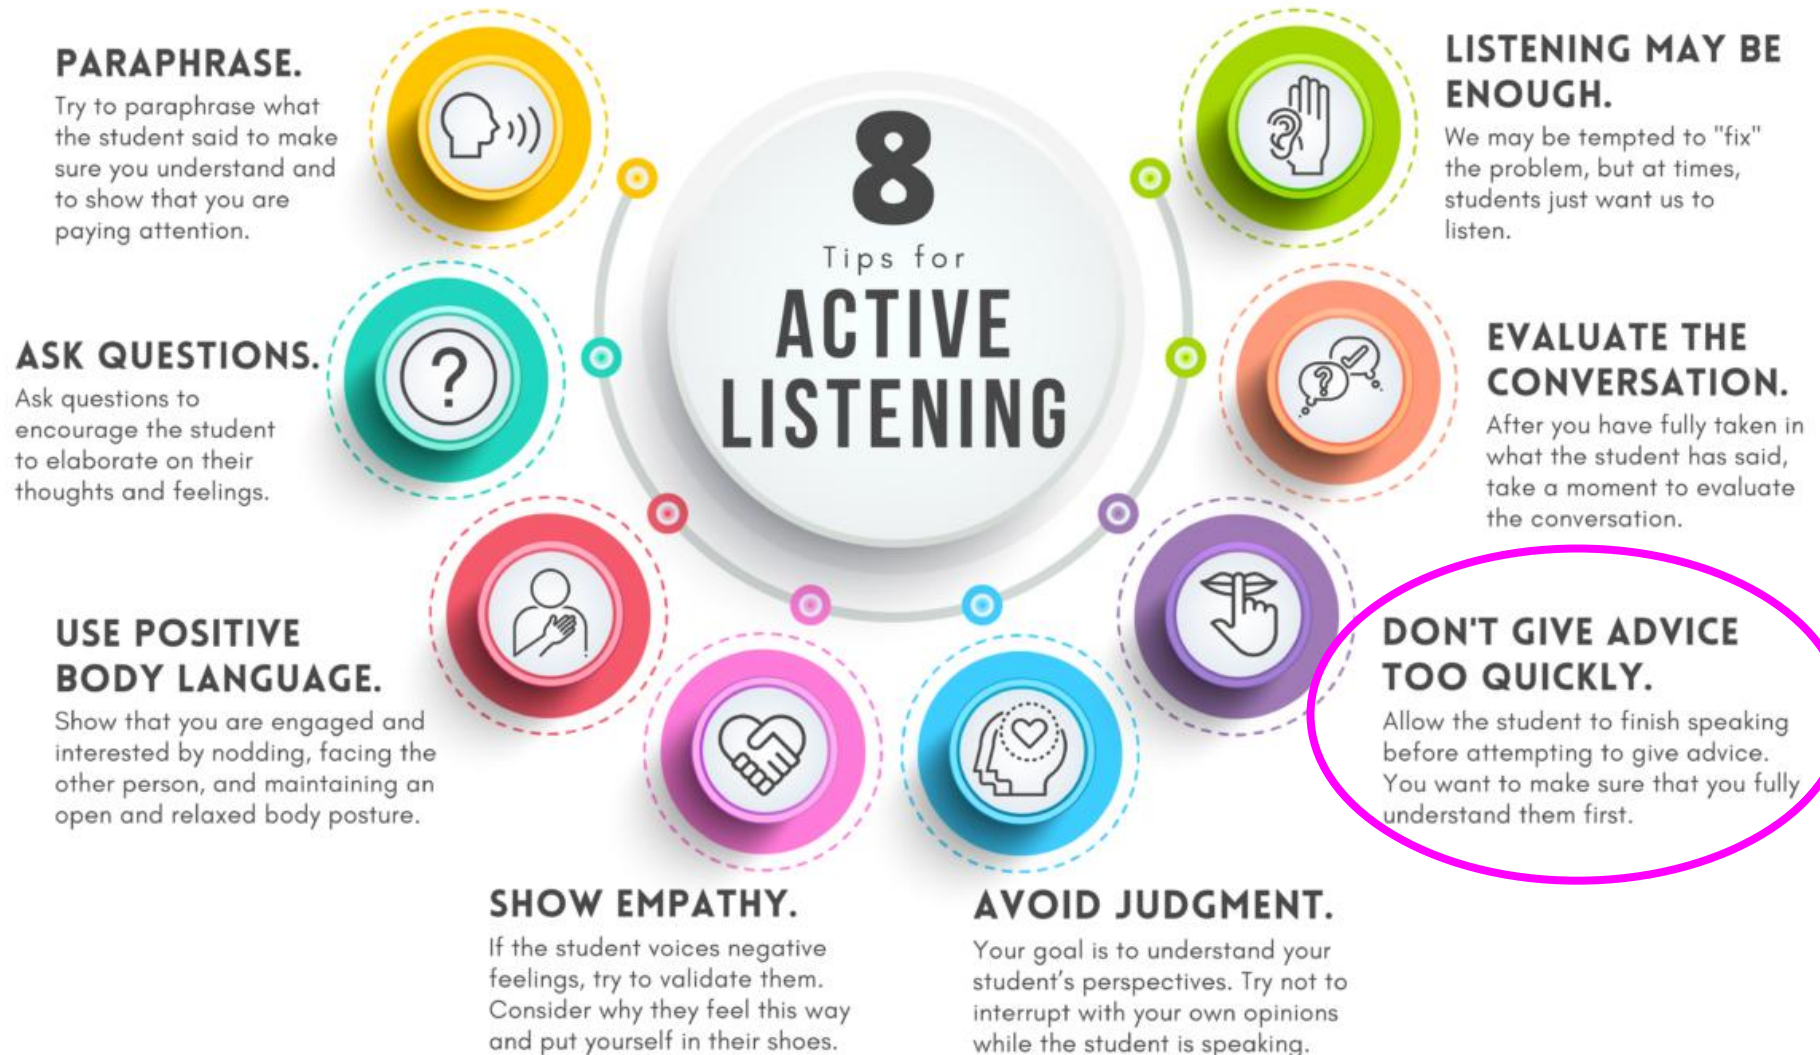 8
Tips for
ACTIVE
LISTENING
PARAPHRASE.
Try to paraphrase what
the student said to make
sure you understand and
to show that you are
paying attention.
ASK QUESTIONS.
Ask questions to
encourage the student
to elaborate on their
thoughts and feelings.
USE POSITIVE
BODY LANGUAGE.
Show that you are engaged and
interested by nodding, facing the
other person, and maintaining an
open and relaxed body posture.
SHOW EMPATHY.
If the student voices negative
feelings, try to validate them.
Consider why they feel this way
and put yourself in their shoes.
AVOID JUDGMENT.
Your goal is to understand your
student's perspectives. Try not to
interrupt with your own opinions
while the student is speaking.
DON'T GIVE ADVICE
TOO QUICKLY.
Allow the student to finish speaking
before attempting to give advice.
You want to make sure that you fully
understand them first.
EVALUATE THE
CONVERSATION.
After you have fully taken in
what the student has said,
take a moment to evaluate
the conversation.
LISTENING MAY BE
ENOUGH.
We may be tempted to "fix"
the problem, but at times,
students just want us to
listen.
?
?